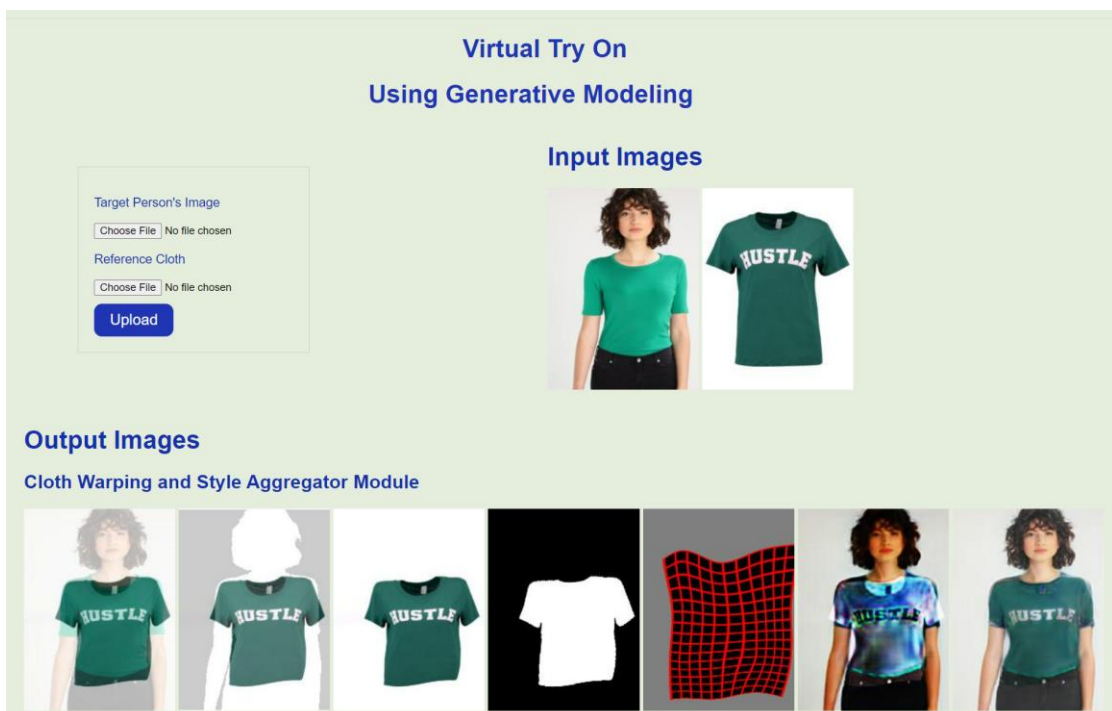 Virtual Try On
Using Generative Modeling
Input Images
Target Person's Image
Choose File No file chosen
Reference Cloth
Choose File No file chosen
Upload
HUSTLE
Output Images
Cloth Warping and Style Aggregator Module
HUSTLE HUSTLE HUSTLE HUSTLE HUSTLE